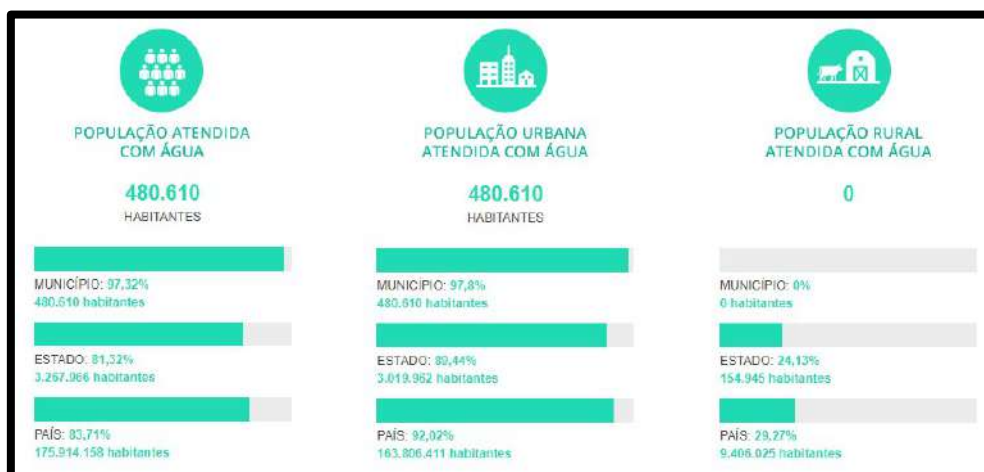 POPULAÇÃO ATENDIDA
COM ÁGUA
480.610
HABITANTES
MUNICÍPIO: 97,32%
480.610 habitantes
ESTADO: 81,32%
3.267.966 habitantes
PAÍS: 83,71%
175.914.158 habitantes
POPULAÇÃO URBANA
ATENDIDA COM ÁGUA
480.610
HABITANTES
MUNICÍPIO: 97,8%
480.610 habitantes
ESTADO: 89,44%
3.019.962 habitantes
PAÍS: 92,02%
163.806.411 habitantes
POPULAÇÃO RURAL
ATENDIDA COM ÁGUA
0
MUNICÍPIO: 0%
0 habitantes
ESTADO: 24,13%
154.945 habitantes
PAÍS: 29,27%
9.406.025 habitantes